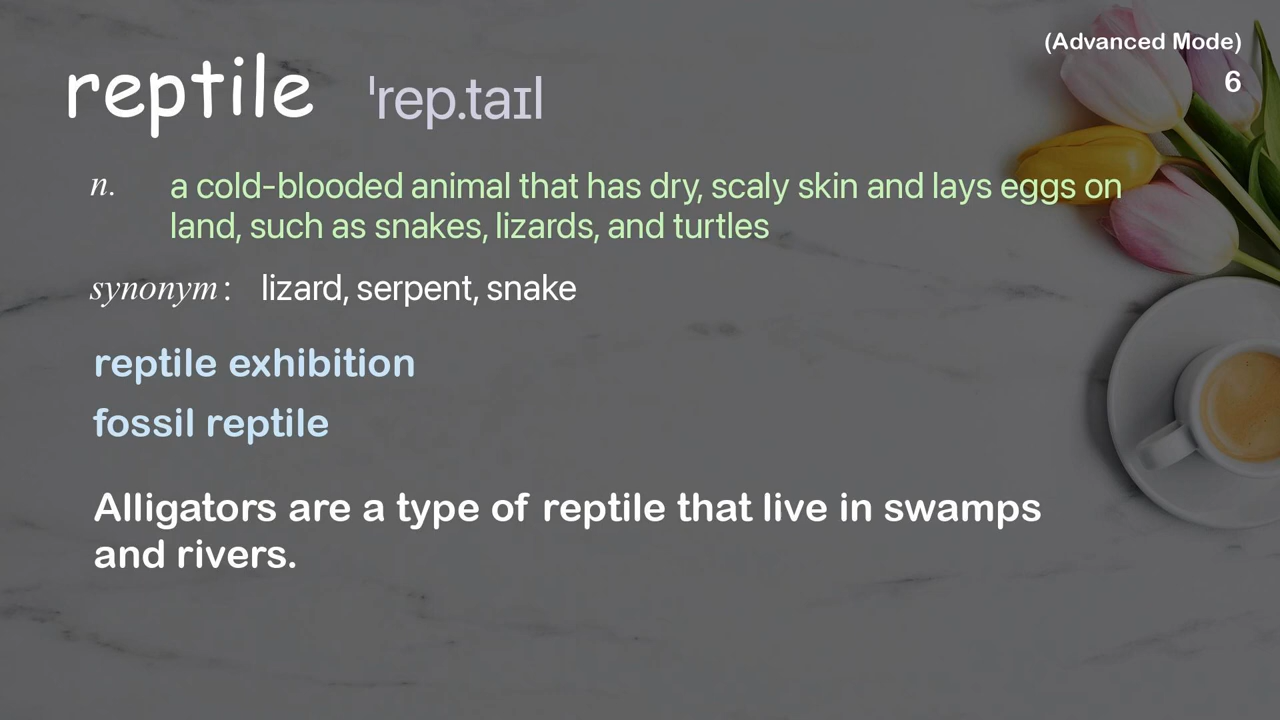 (Advanced Mode)
reptile ˈrep.taɪl
6
n. a cold-blooded animal that has dry, scaly skin and lays eggs on
land, such as snakes, lizards, and turtles
synonym: lizard, serpent, snake
reptile exhibition
fossil reptile
Alligators are a type of reptile that live in swamps
and rivers.